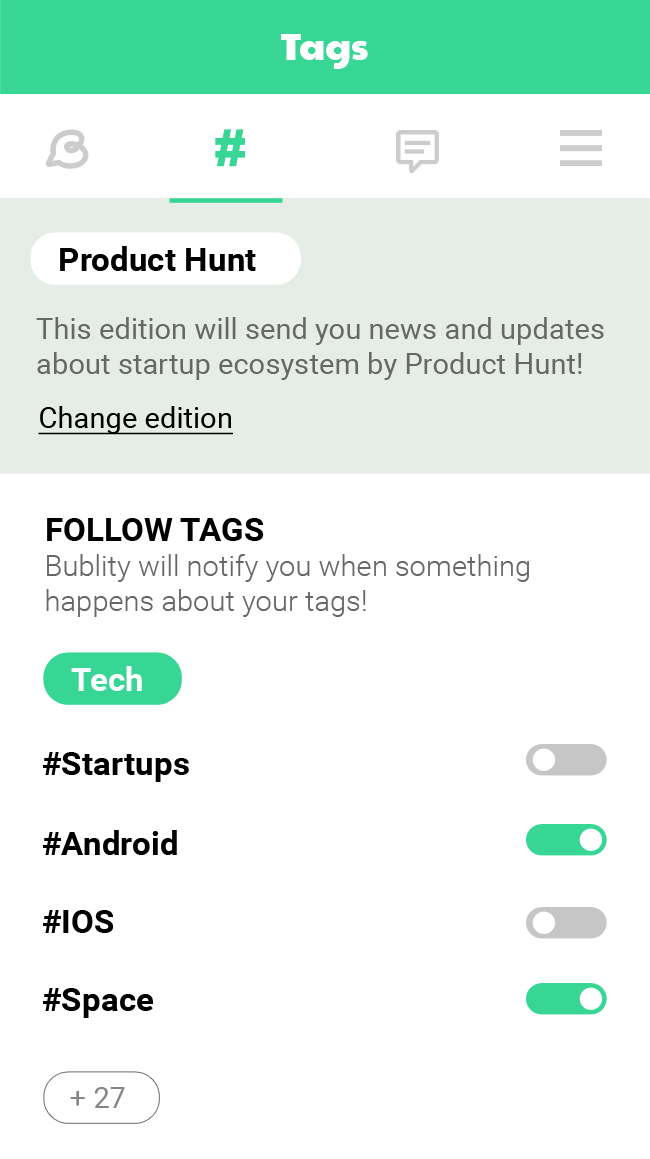 Tags
#
Product Hunt
This edition will send you news and updates
about startup ecosystem by Product Hunt!
Change edition
FOLLOW TAGS
Bublity will notify you when something
happens about your tags!
Tech
#Startups
#Android
#IOS
#Space
+ 27